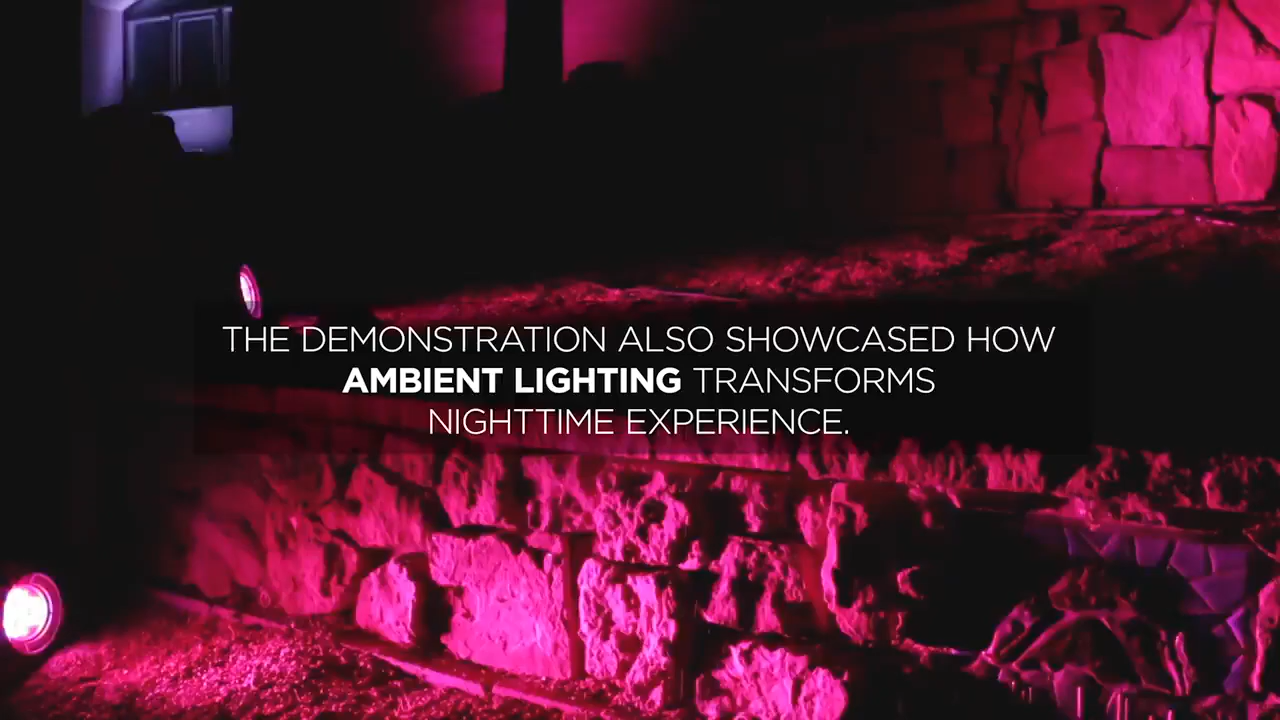 THE DEMONSTRATION ALSO SHOWCASED HOW
AMBIENT LIGHTING TRANSFORMS
NIGHTTIME EXPERIENCE.